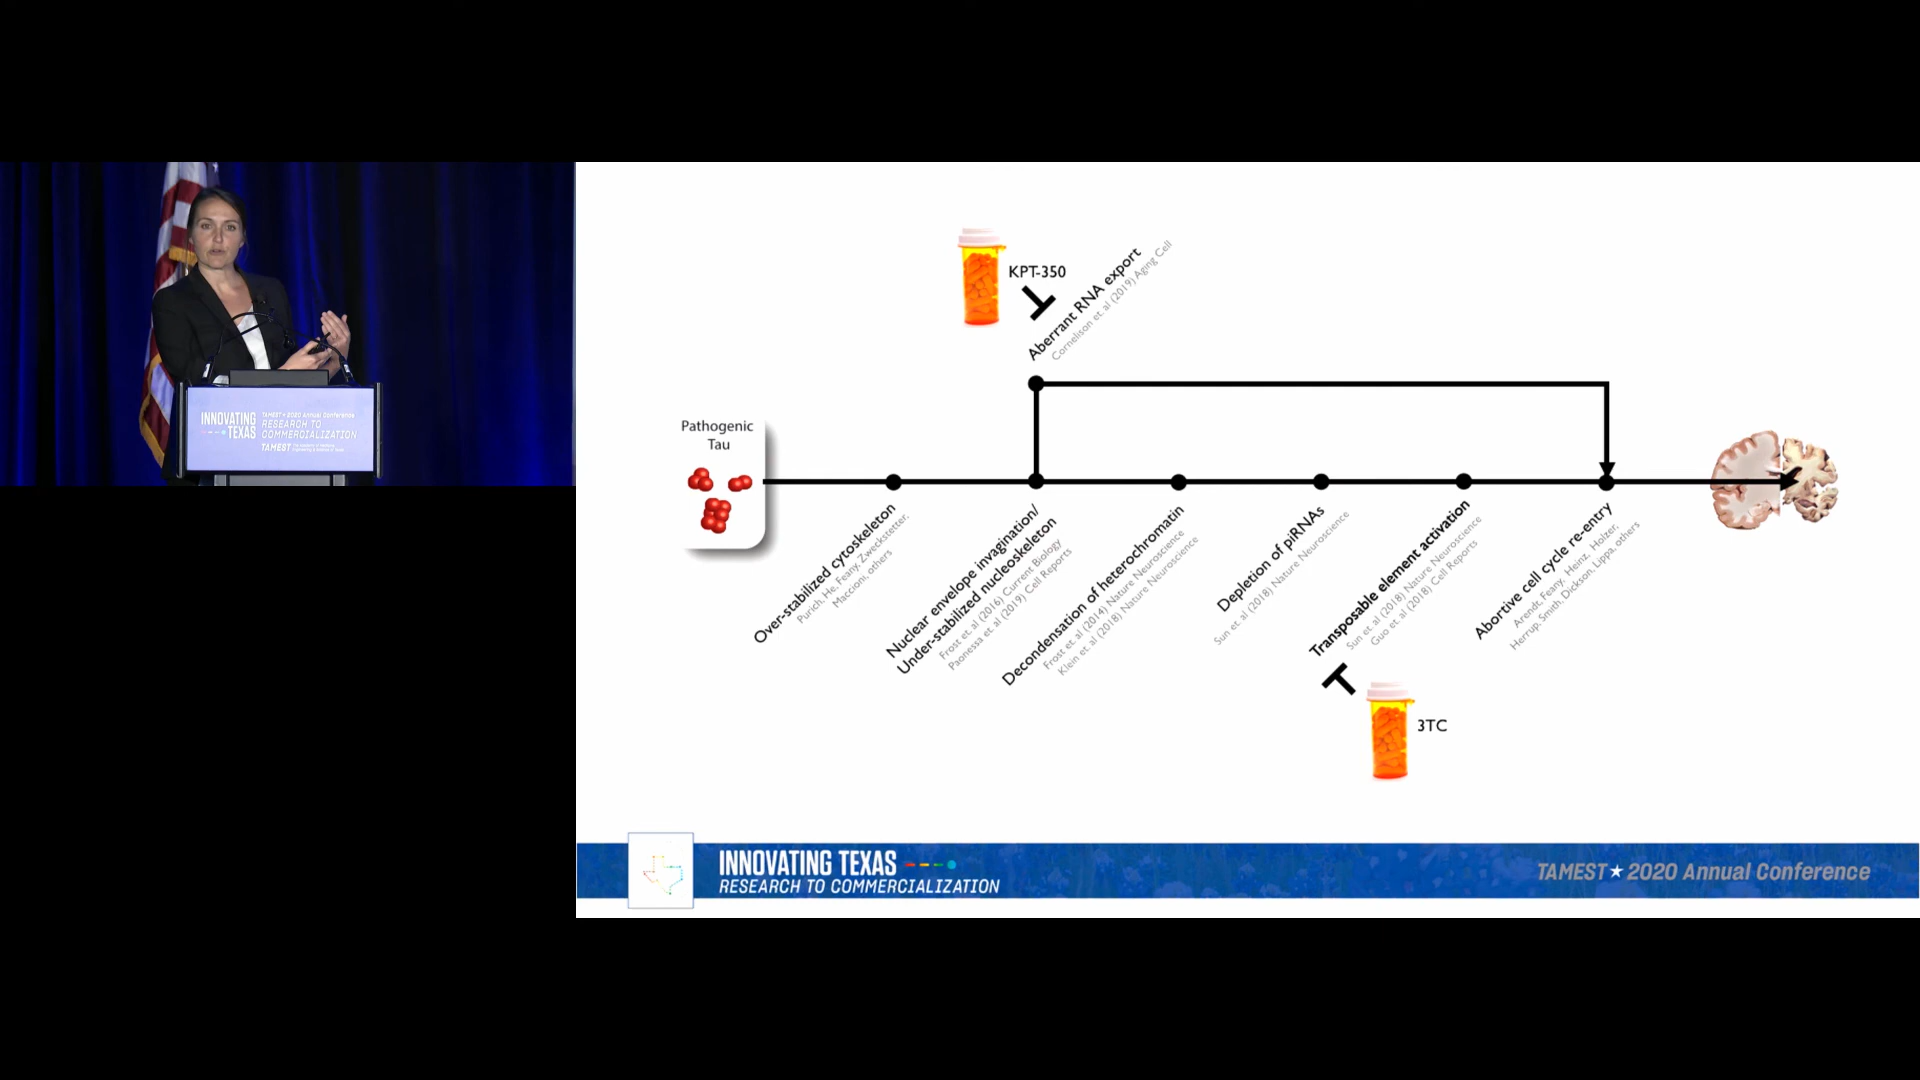 INNOVATING
TEXAS
TAMEST★2020 Annual Conference
RESEARCH TO
COMMERCIALIZATION
TAMEST
KPT-350
Aberrant RNA export
Cornelison et. al (2019) Aging Cell
Pathogenic
Tau
Over-stabilized cytoskeleton
Purich, He, Feany, Zweckstetter,
Maccioni, others
Nuclear envelope invagination/
Under-stabilized nucleoskeleton
Frost et. al (2016) Current Biology
Paonessa et. al (2019) Cell Reports
Decondensation of heterochromatin
Frost et. al (2014) Nature Neuroscience
Klein et. al (2018) Nature Neuroscience
Depletion of piRNAs
Sun et. al (2018) Nature Neuroscience
Transposable element activation
Sun et. al (2018) Nature Neuroscience
Guo et. al (2018) Cell Reports
Abortive cell cycle re-entry
Arendt, Feany, Heinz, Holzer,
Herrup, Smith, Dickson, Lippa, others
3TC
INNOVATING TEXAS
RESEARCH TO COMMERCIALIZATION
TAMEST★2020 Annual Conference